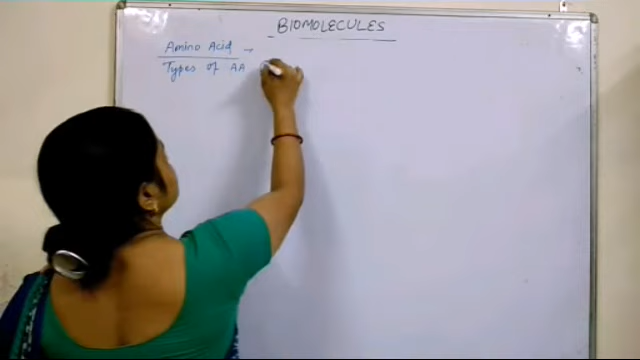 BIOMOLECULES
Amino Acid →
Types of AA